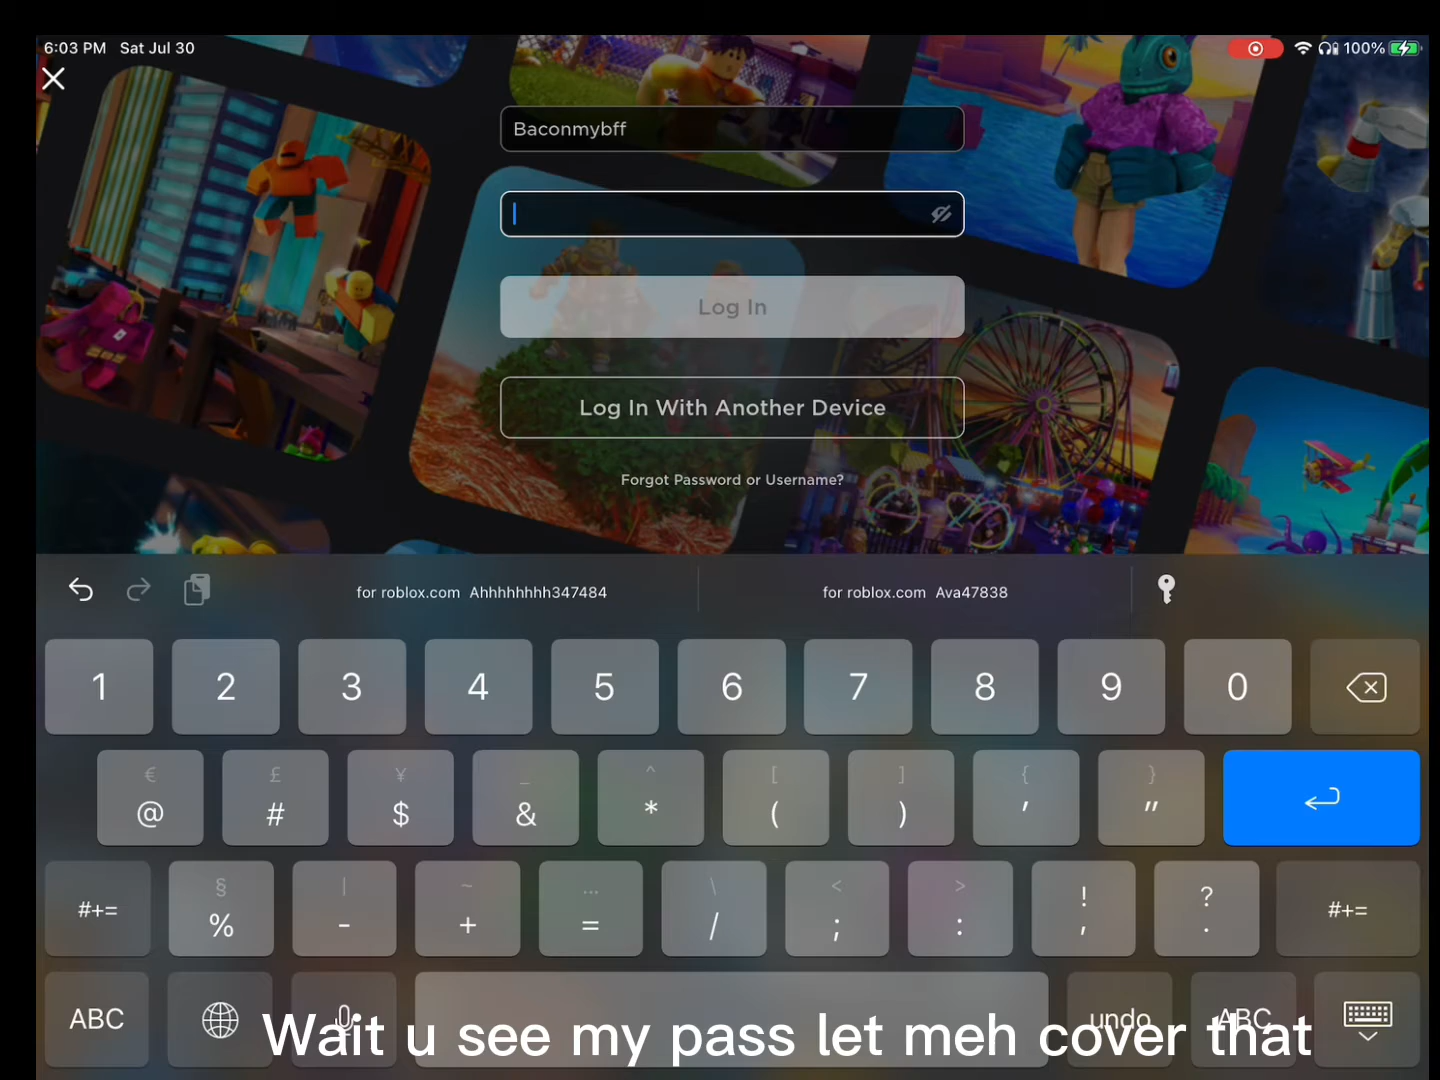 6:03 PM Sat Jul 30
100%
Baconmybff
Log In
Log In With Another Device
Forgot Password or Username?
for roblox.com Ahhhhhhhh347484
for roblox.com Ava47838
1 2 3 4 5 6 7 8 9 0
€ £ ¥ _ ^ [ ] { }
@ # $ & * ( ) ' "
§ | ~ … \ < > ! ?
#+= % - + = / ; : , . #+=
ABC undo ABC
Wait u see my pass let meh cover that